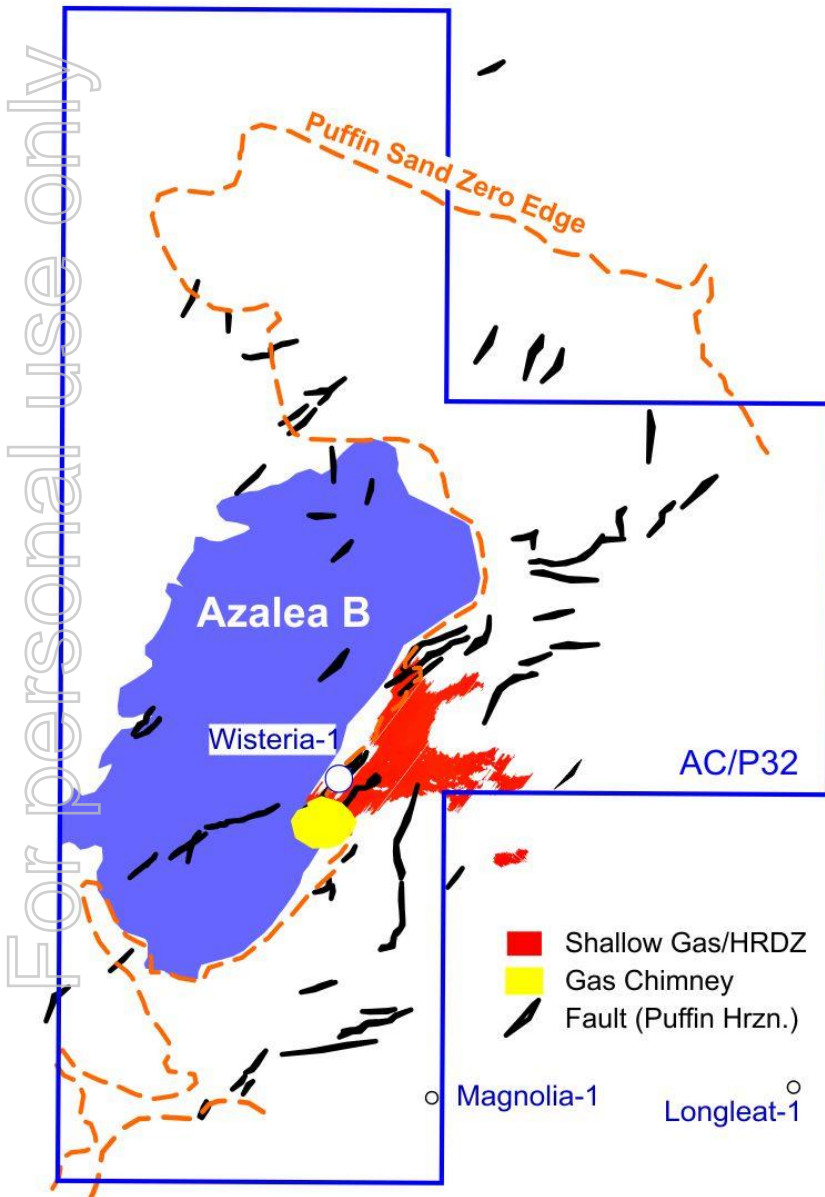 For personal use only
Puffin Sand Zero Edge
Azalea B
Wisteria-1
AC/P32
Shallow Gas/HRDZ
Gas Chimney
Fault (Puffin Hrzn.)
Magnolia-1
Longleat-1